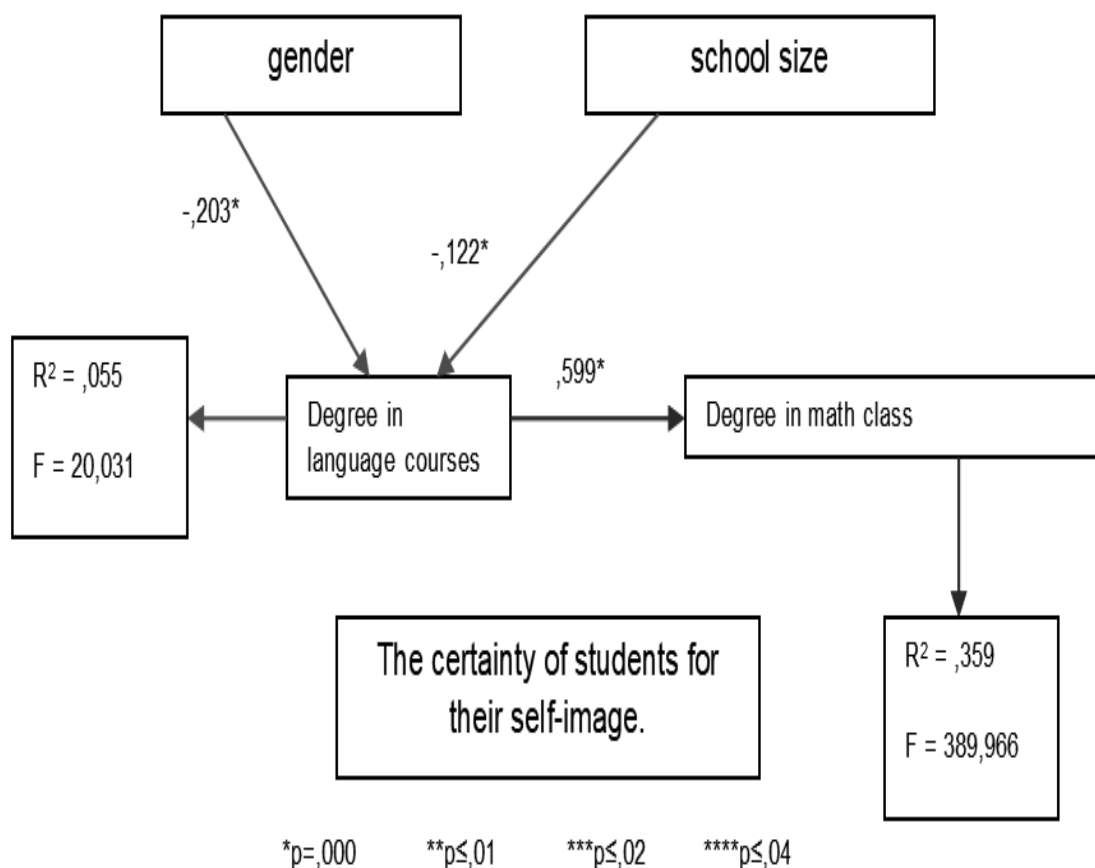 gender
school size
-,203*
-,122*
R² = ,055
F = 20,031
Degree in
language courses
,599*
Degree in math class
The certainty of students for
their self-image.
R² = ,359
F = 389,966
*p=,000 **p≤,01 ***p≤,02 ****p≤,04